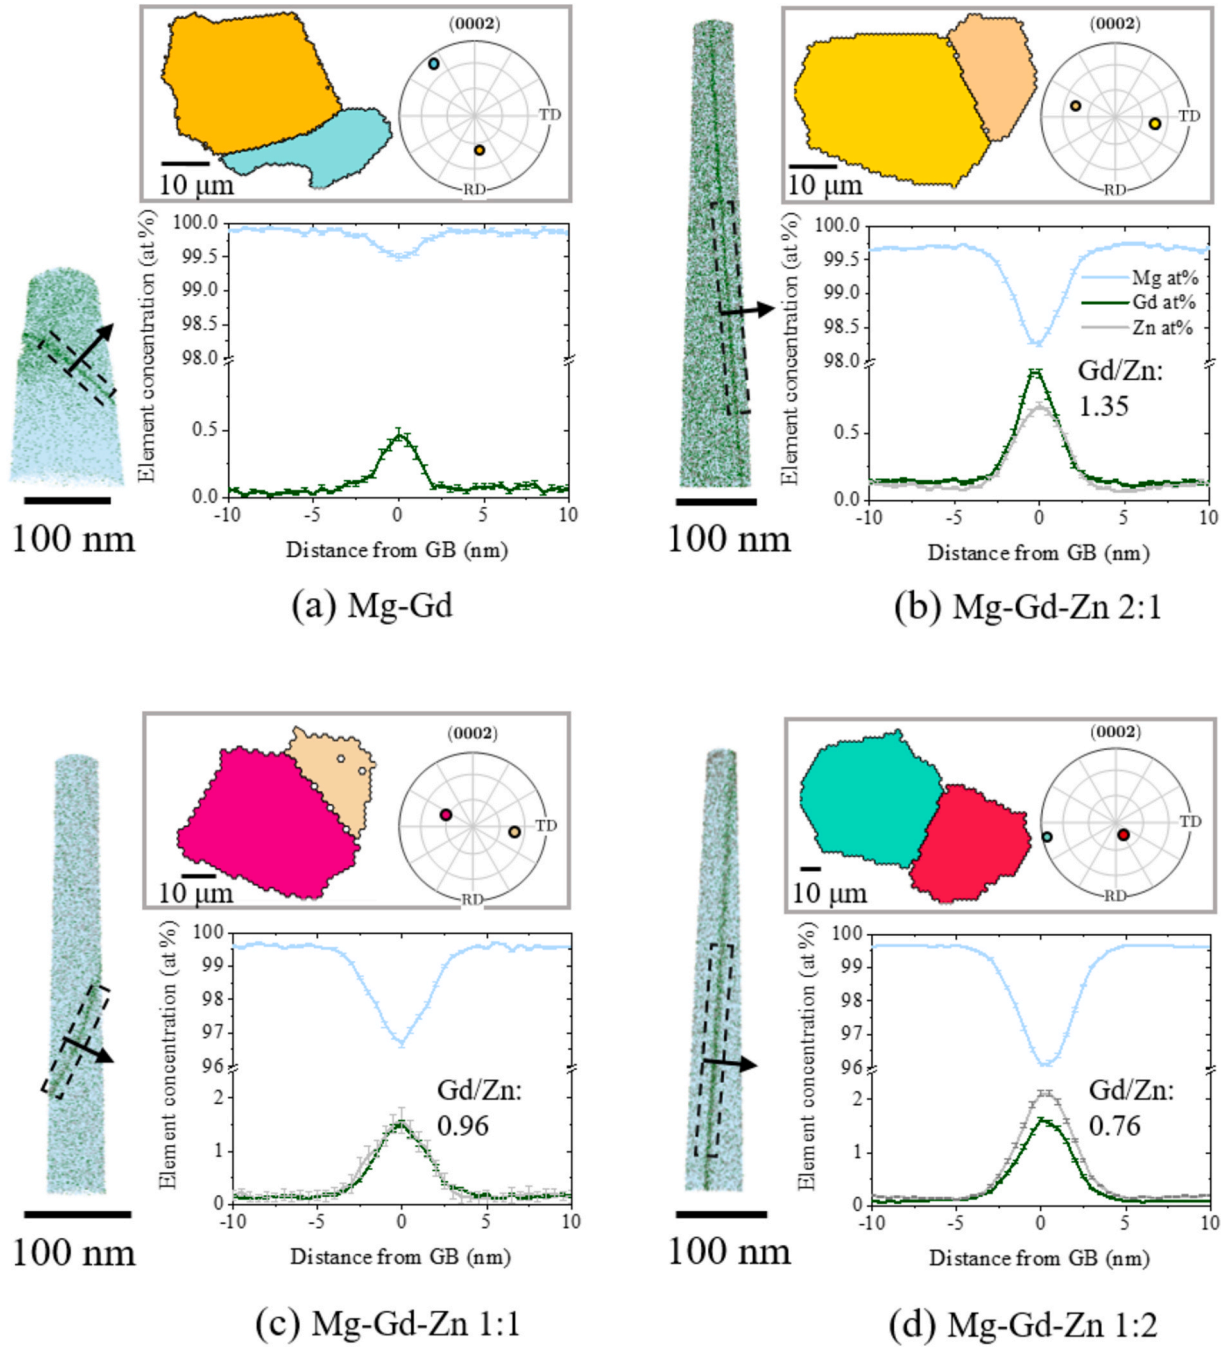 (0002)
TD
RD
10 μm
Element concentration (at %)
100.0
99.5
99.0
98.5
98.0
0.5
0.0
-10
-5
0
5
10
Distance from GB (nm)
100 nm
(a) Mg-Gd
(0002)
TD
RD
10 μm
Element concentration (at %)
100.0
99.5
99.0
98.5
98.0
0.5
0.0
Mg at%
Gd at%
Zn at%
Gd/Zn:
1.35
-10
-5
0
5
10
Distance from GB (nm)
100 nm
(b) Mg-Gd-Zn 2:1
(0002)
TD
RD
10 μm
Element concentration (at %)
100
99
98
97
96
2
1
0
Gd/Zn:
0.96
-10
-5
0
5
10
Distance from GB (nm)
100 nm
(c) Mg-Gd-Zn 1:1
(0002)
TD
RD
10 μm
Element concentration (at %)
100
99
98
97
96
2
1
0
Gd/Zn:
0.76
-10
-5
0
5
10
Distance from GB (nm)
100 nm
(d) Mg-Gd-Zn 1:2